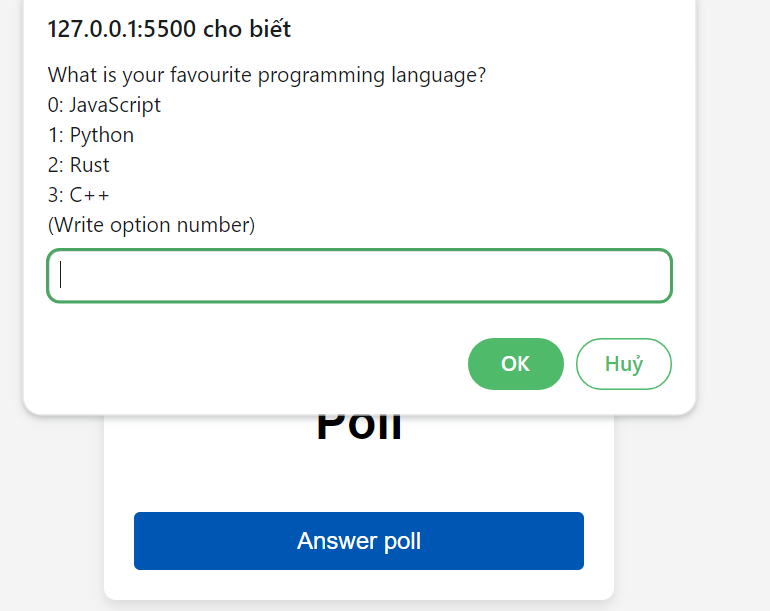 127.0.0.1:5500 cho biết
What is your favourite programming language?
0: JavaScript
1: Python
2: Rust
3: C++
(Write option number)
OK
Huỷ
Poll
Answer poll